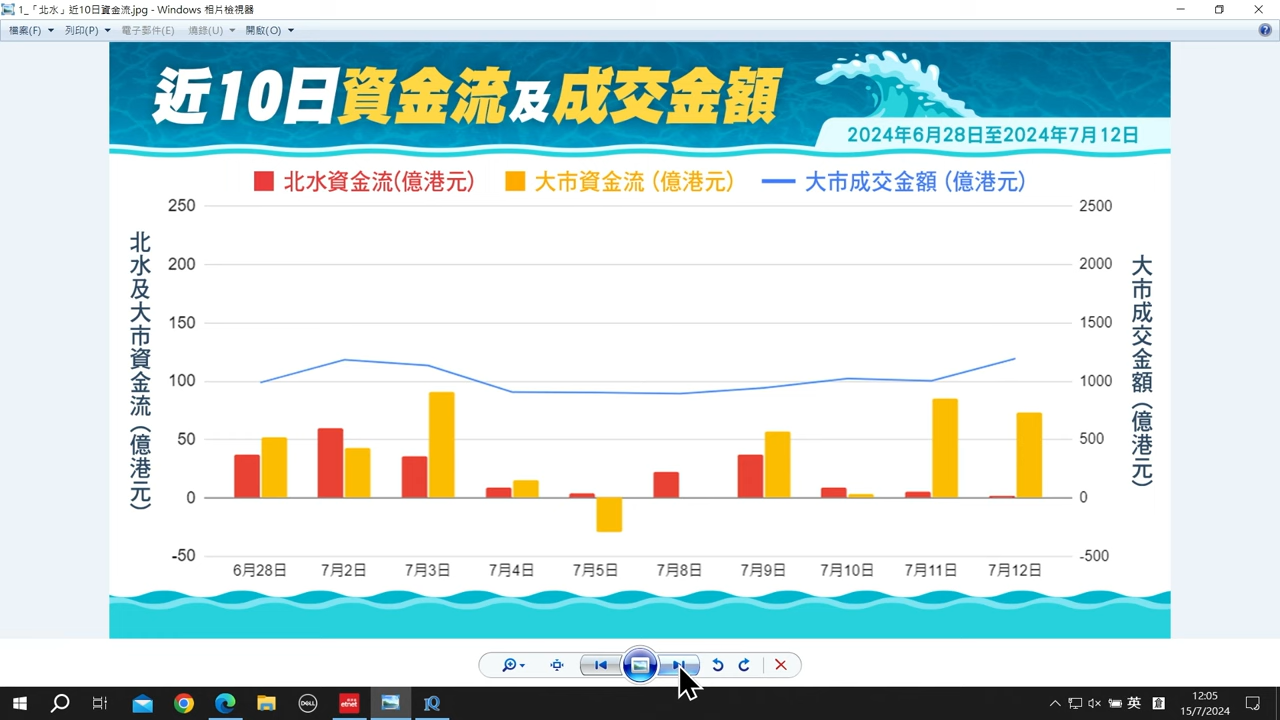 1_「北水」近10日資金流.jpg - Windows 相片檢視器
檔案(F) 列印(P) 電子郵件(E) 燒錄(U) 開啟(O)
近10日資金流及成交金額
2024年6月28日至2024年7月12日
北水資金流(億港元) 大市資金流 (億港元) 大市成交金額 (億港元)
北水及大市資金流(億港元)
250
200
150
100
50
0
-50
2500
2000
1500
1000
500
0
-500
大市成交金額(億港元)
6月28日 7月2日 7月3日 7月4日 7月5日 7月8日 7月9日 7月10日 7月11日 7月12日
DELL
etnet
IQ
英
12:05
15/7/2024